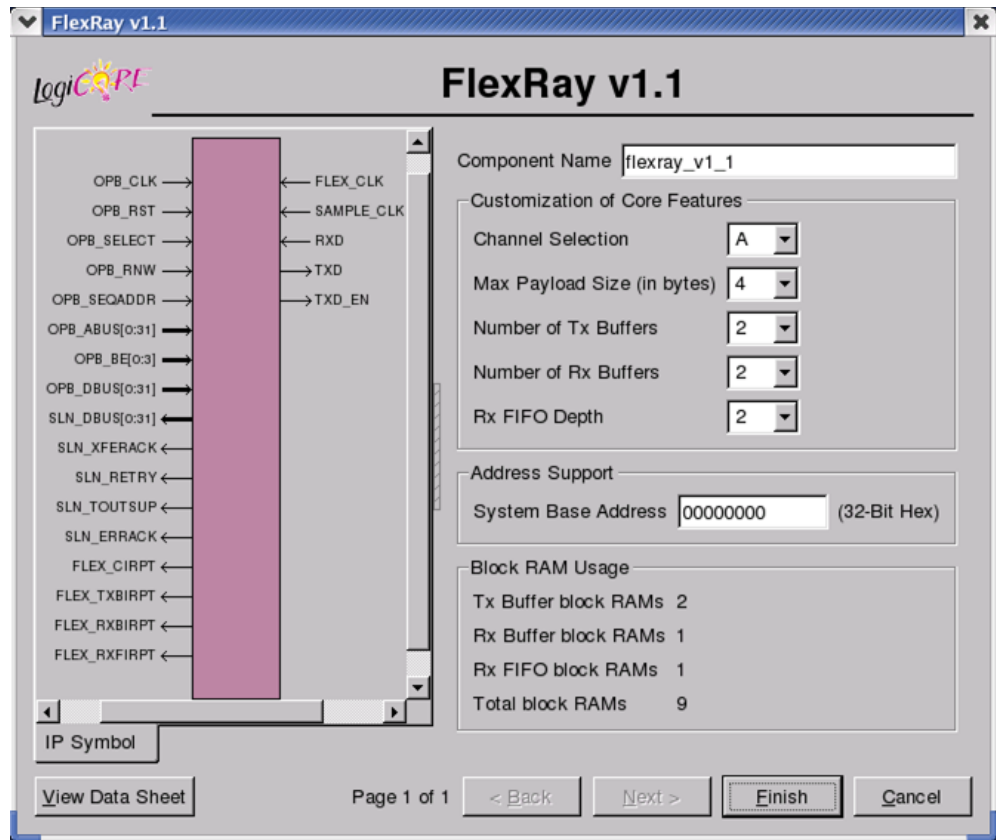 FlexRay v1.1
LogiCORE
FlexRay v1.1
OPB_CLK
OPB_RST
OPB_SELECT
OPB_RNW
OPB_SEQADDR
OPB_ABUS[0:31]
OPB_BE[0:3]
OPB_DBUS[0:31]
SLN_DBUS[0:31]
SLN_XFERACK
SLN_RETRY
SLN_TOUTSUP
SLN_ERRACK
FLEX_CIRPT
FLEX_TXBIRPT
FLEX_RXBIRPT
FLEX_RXFIRPT
FLEX_CLK
SAMPLE_CLK
RXD
TXD
TXD_EN
IP Symbol
Component Name flexray_v1_1
Customization of Core Features
Channel Selection A
Max Payload Size (in bytes) 4
Number of Tx Buffers 2
Number of Rx Buffers 2
Rx FIFO Depth 2
Address Support
System Base Address 00000000 (32-Bit Hex)
Block RAM Usage
Tx Buffer block RAMs 2
Rx Buffer block RAMs 1
Rx FIFO block RAMs 1
Total block RAMs 9
View Data Sheet Page 1 of 1 < Back Next > Finish Cancel